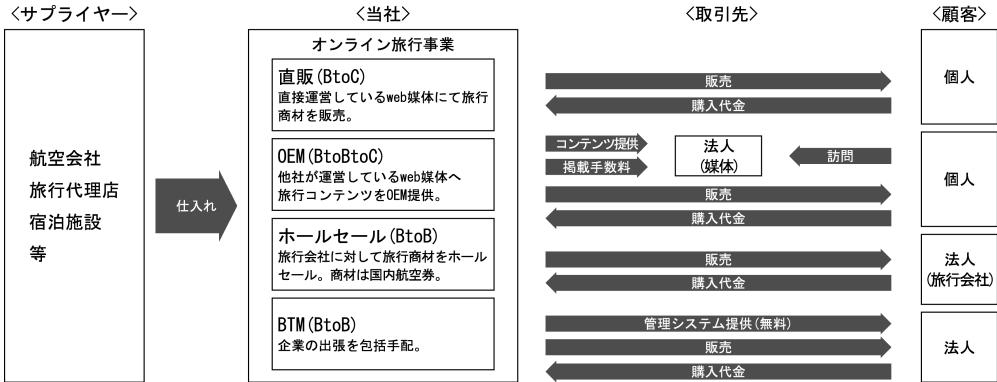 〈サプライヤー〉
〈当社〉
〈取引先〉
〈顧客〉
航空会社
旅行代理店
宿泊施設
等
仕入れ
オンライン旅行事業
直販(BtoC)
直接運営しているweb媒体にて旅行
商材を販売。
販売
購入代金
個人
OEM(BtoBtoC)
他社が運営しているweb媒体へ
旅行コンテンツをOEM提供。
コンテンツ提供
掲載手数料
法人
(媒体)
訪問
販売
購入代金
個人
ホールセール(BtoB)
旅行会社に対して旅行商材をホール
セール。商材は国内航空券。
販売
購入代金
法人
(旅行会社)
BTM(BtoB)
企業の出張を包括手配。
管理システム提供(無料)
販売
購入代金
法人